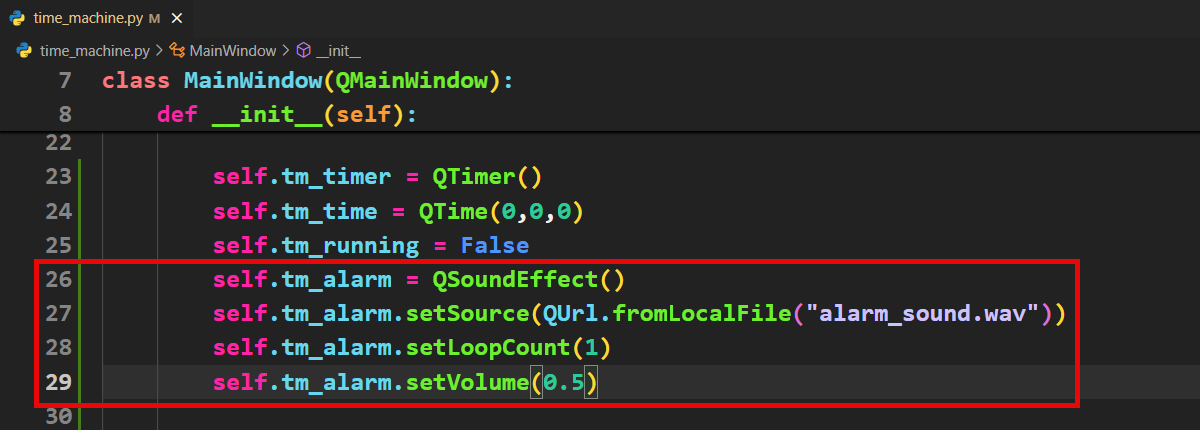 time_machine.py M ×
time_machine.py > MainWindow > __init__
7 class MainWindow(QMainWindow):
8 def __init__(self):
22
23 self.tm_timer = QTimer()
24 self.tm_time = QTime(0,0,0)
25 self.tm_running = False
26 self.tm_alarm = QSoundEffect()
27 self.tm_alarm.setSource(QUrl.fromLocalFile("alarm_sound.wav"))
28 self.tm_alarm.setLoopCount(1)
29 self.tm_alarm.setVolume(0.5)
30